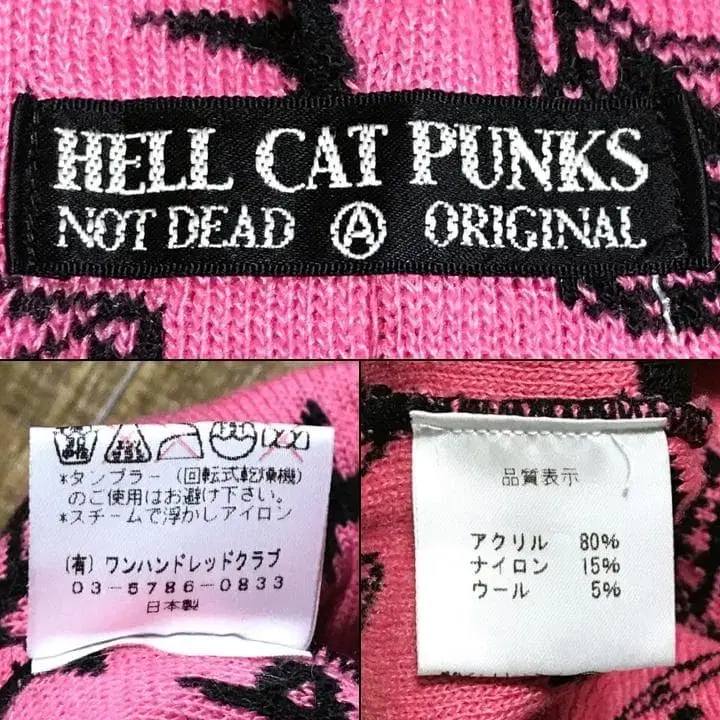 HELL CAT PUNKS
NOT DEAD Ⓐ ORIGINAL
*タンブラー(回転式乾燥機)
のご使用はお避け下さい。
*スチームで浮かしアイロン
(有)ワンハンドレッドクラブ
03-5786-0833
日本製
品質表示
アクリル 80%
ナイロン 15%
ウール 5%